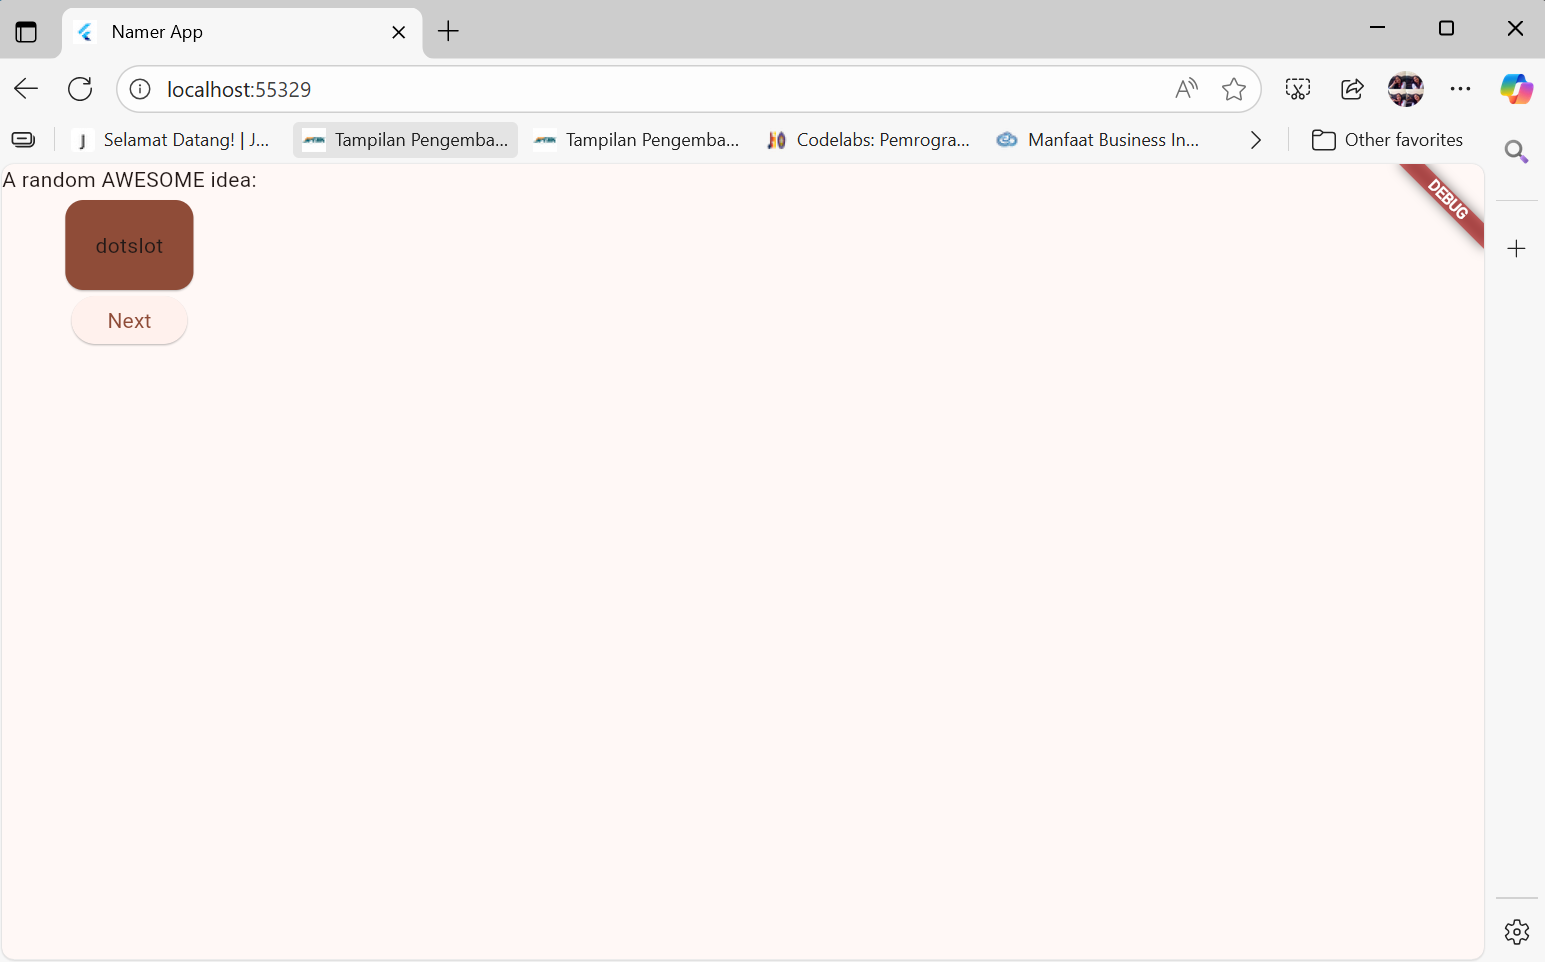 Namer App
localhost:55329
Selamat Datang! | J...
Tampilan Pengemba...
Tampilan Pengemba...
Codelabs: Pemrogra...
Manfaat Business In...
Other favorites
A random AWESOME idea:
DEBUG
dotslot
Next